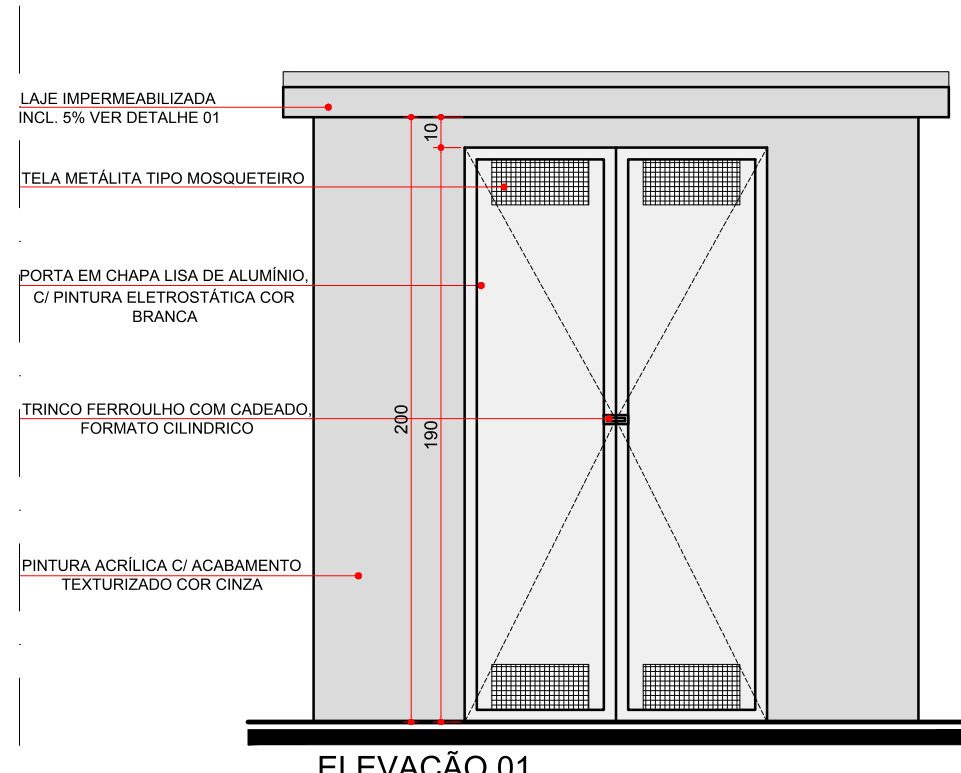 LAJE IMPERMEABILIZADA
INCL. 5% VER DETALHE 01
10
TELA METÁLITA TIPO MOSQUETEIRO
PORTA EM CHAPA LISA DE ALUMÍNIO,
C/ PINTURA ELETROSTÁTICA COR
BRANCA
TRINCO FERROULHO COM CADEADO,
FORMATO CILINDRICO
200
190
PINTURA ACRÍLICA C/ ACABAMENTO
TEXTURIZADO COR CINZA
ELEVAÇÃO 01